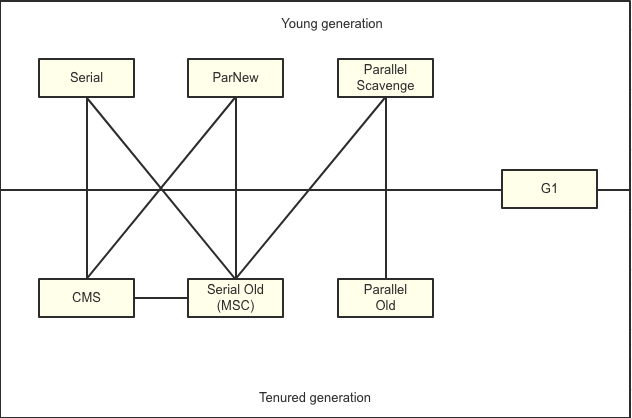 Young generation
Serial
ParNew
Parallel
Scavenge
G1
CMS
Serial Old
(MSC)
Parallel
Old
Tenured generation